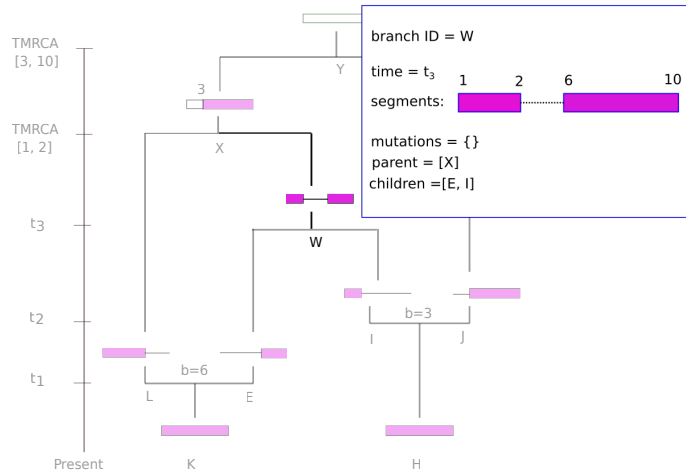 TMRCA
[3, 10]
Y
branch ID = W
time = t3
1 2 6 10
segments:
mutations = {}
parent = [X]
children =[E, I]
3
TMRCA
[1, 2]
X
t3
W
t2
b=3
I J
b=6
t1
L E
Present K H